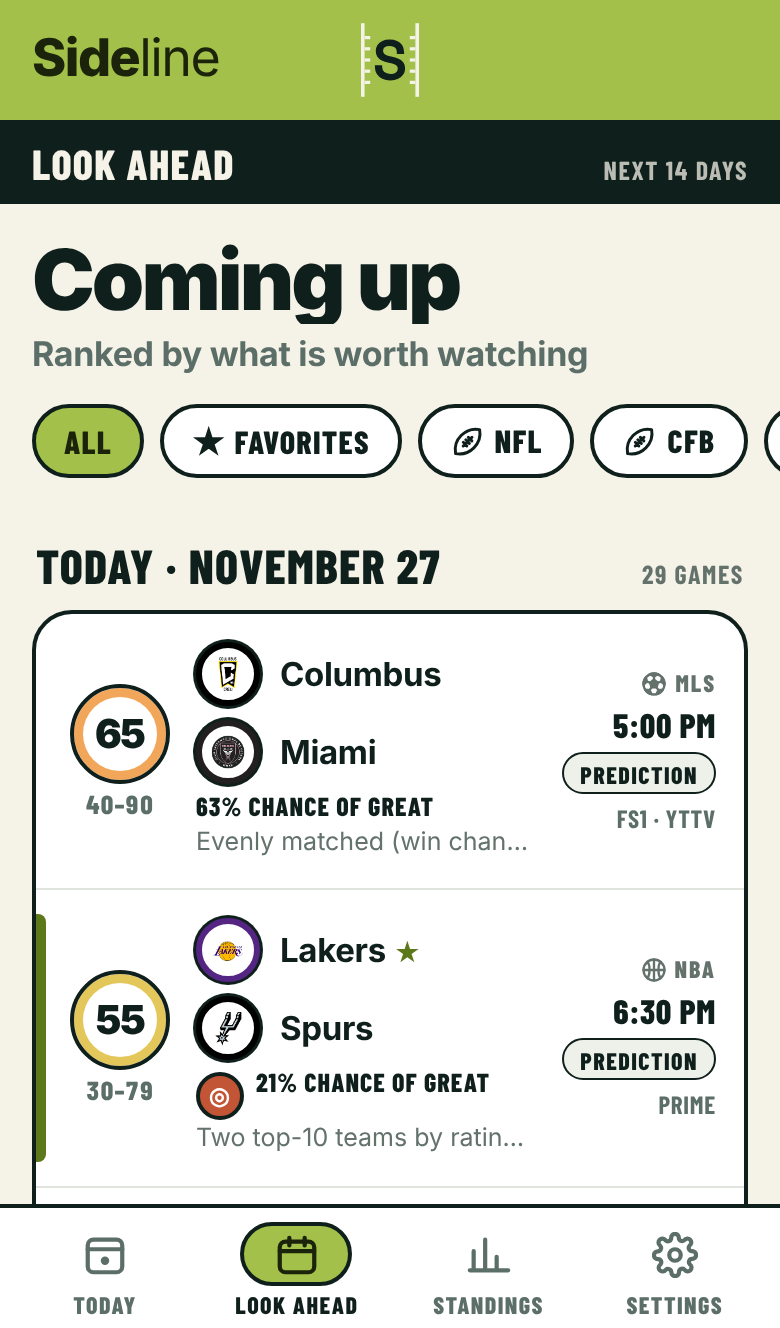 Sideline
S
LOOK AHEAD
NEXT 14 DAYS
Coming up
Ranked by what is worth watching
ALL
★ FAVORITES
NFL
CFB
TODAY · NOVEMBER 27
29 GAMES
65
40–90
Columbus
Miami
63% CHANCE OF GREAT
Evenly matched (win chan...
MLS
5:00 PM
PREDICTION
FS1 · YTTV
55
30–79
Lakers ★
Spurs
21% CHANCE OF GREAT
Two top-10 teams by ratin...
NBA
6:30 PM
PREDICTION
PRIME
TODAY
LOOK AHEAD
STANDINGS
SETTINGS